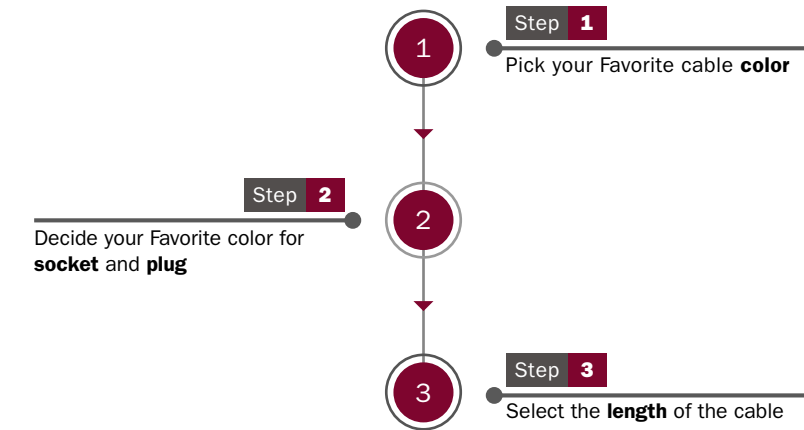 1
Step 1
Pick your Favorite cable color
Step 2
2
Decide your Favorite color for
socket and plug
3
Step 3
Select the length of the cable